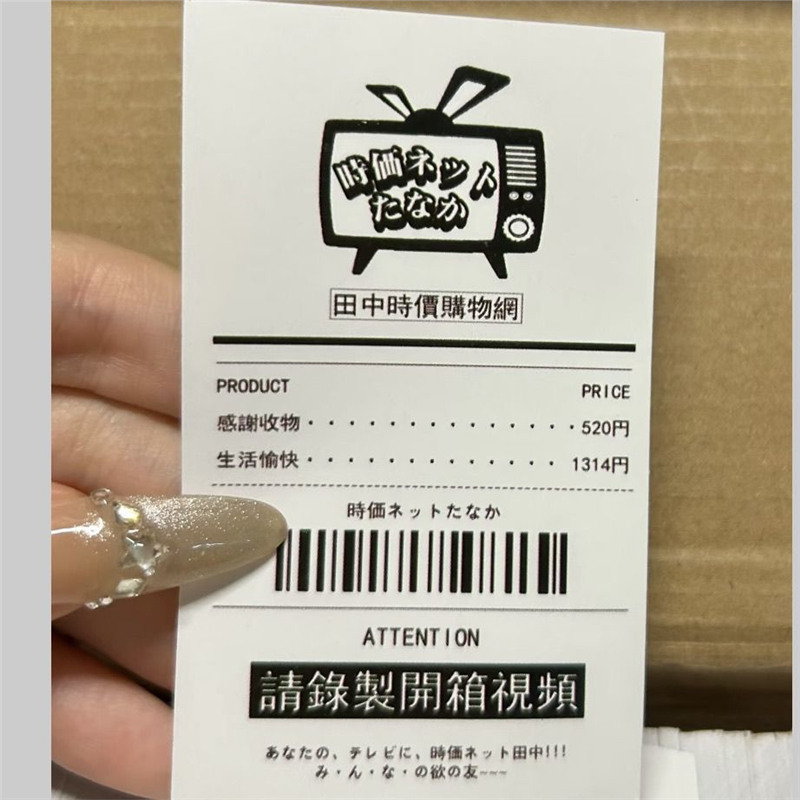 時価ネット
たなか
田中時價購物網
PRODUCT PRICE
感謝收物・・・・・・・・・・・・・520円
生活愉快・・・・・・・・・・・・1314円
時価ネットたなか
ATTENTION
請錄製開箱視頻
あなたの、テレビに、時価ネット田中!!!
み・ん・な・の欲の友~~~